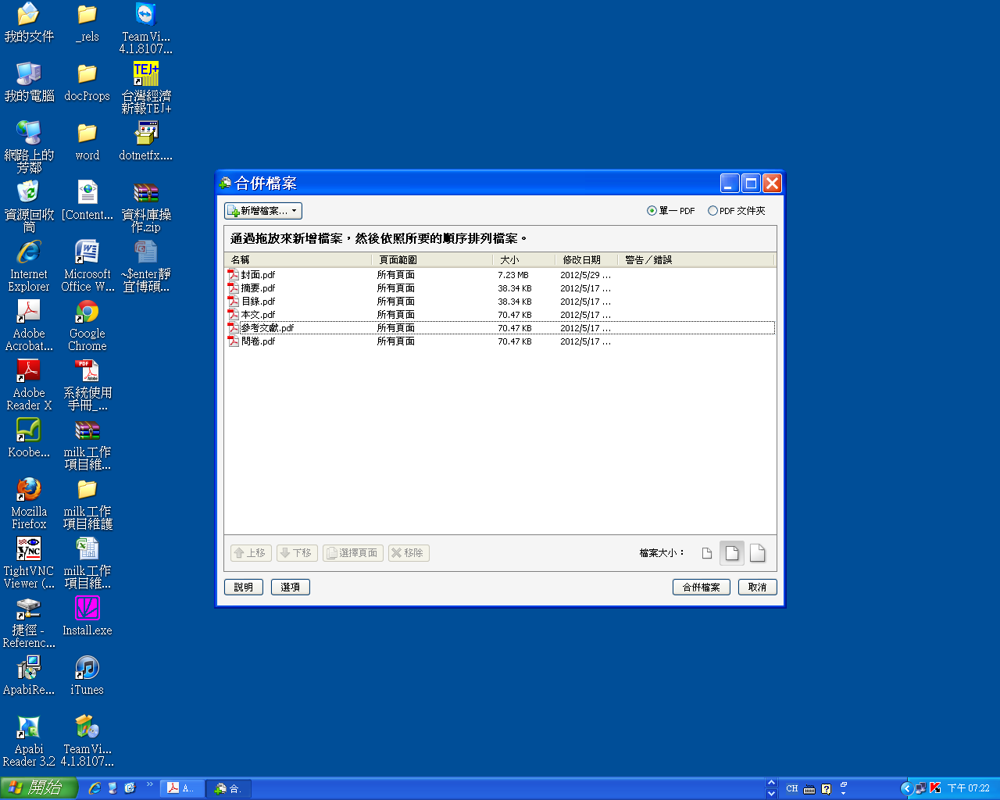 我的文件
_rels
TeamVi...
4.1.8107...
我的電腦
docProps
TEJ+
台灣經濟
新報TEJ+
網路上的
芳鄰
word
dotnetfx....
資源回收
筒
[Content...
資料庫操
作.zip
Internet
Explorer
Microsoft
Office W...
~$enter靜
宜博碩...
Adobe
Acrobat...
Google
Chrome
Adobe
Reader X
系統使用
手冊_...
Koobe...
milk工作
項目維...
Mozilla
Firefox
milk工作
項目維護
TightVNC
Viewer (...
milk工作
項目維...
捷徑 -
Referenc...
Install.exe
ApabiRe...
iTunes
Apabi
Reader 3.2
TeamVi...
4.1.8107...
合併檔案
新增檔案...
單一 PDF
PDF 文件夾
通過拖放來新增檔案，然後依照所要的順序排列檔案。
名稱 頁面範圍 大小 修改日期 警告／錯誤
封面.pdf 所有頁面 7.23 MB 2012/5/29 ...
摘要.pdf 所有頁面 38.34 KB 2012/5/17 ...
目錄.pdf 所有頁面 38.34 KB 2012/5/17 ...
本文.pdf 所有頁面 70.47 KB 2012/5/17 ...
參考文獻.pdf 所有頁面 70.47 KB 2012/5/17 ...
問卷.pdf 所有頁面 70.47 KB 2012/5/17 ...
上移 下移 選擇頁面 移除 檔案大小：
說明 選項 合併檔案 取消
開始 A.. 合. CH 下午 07:22